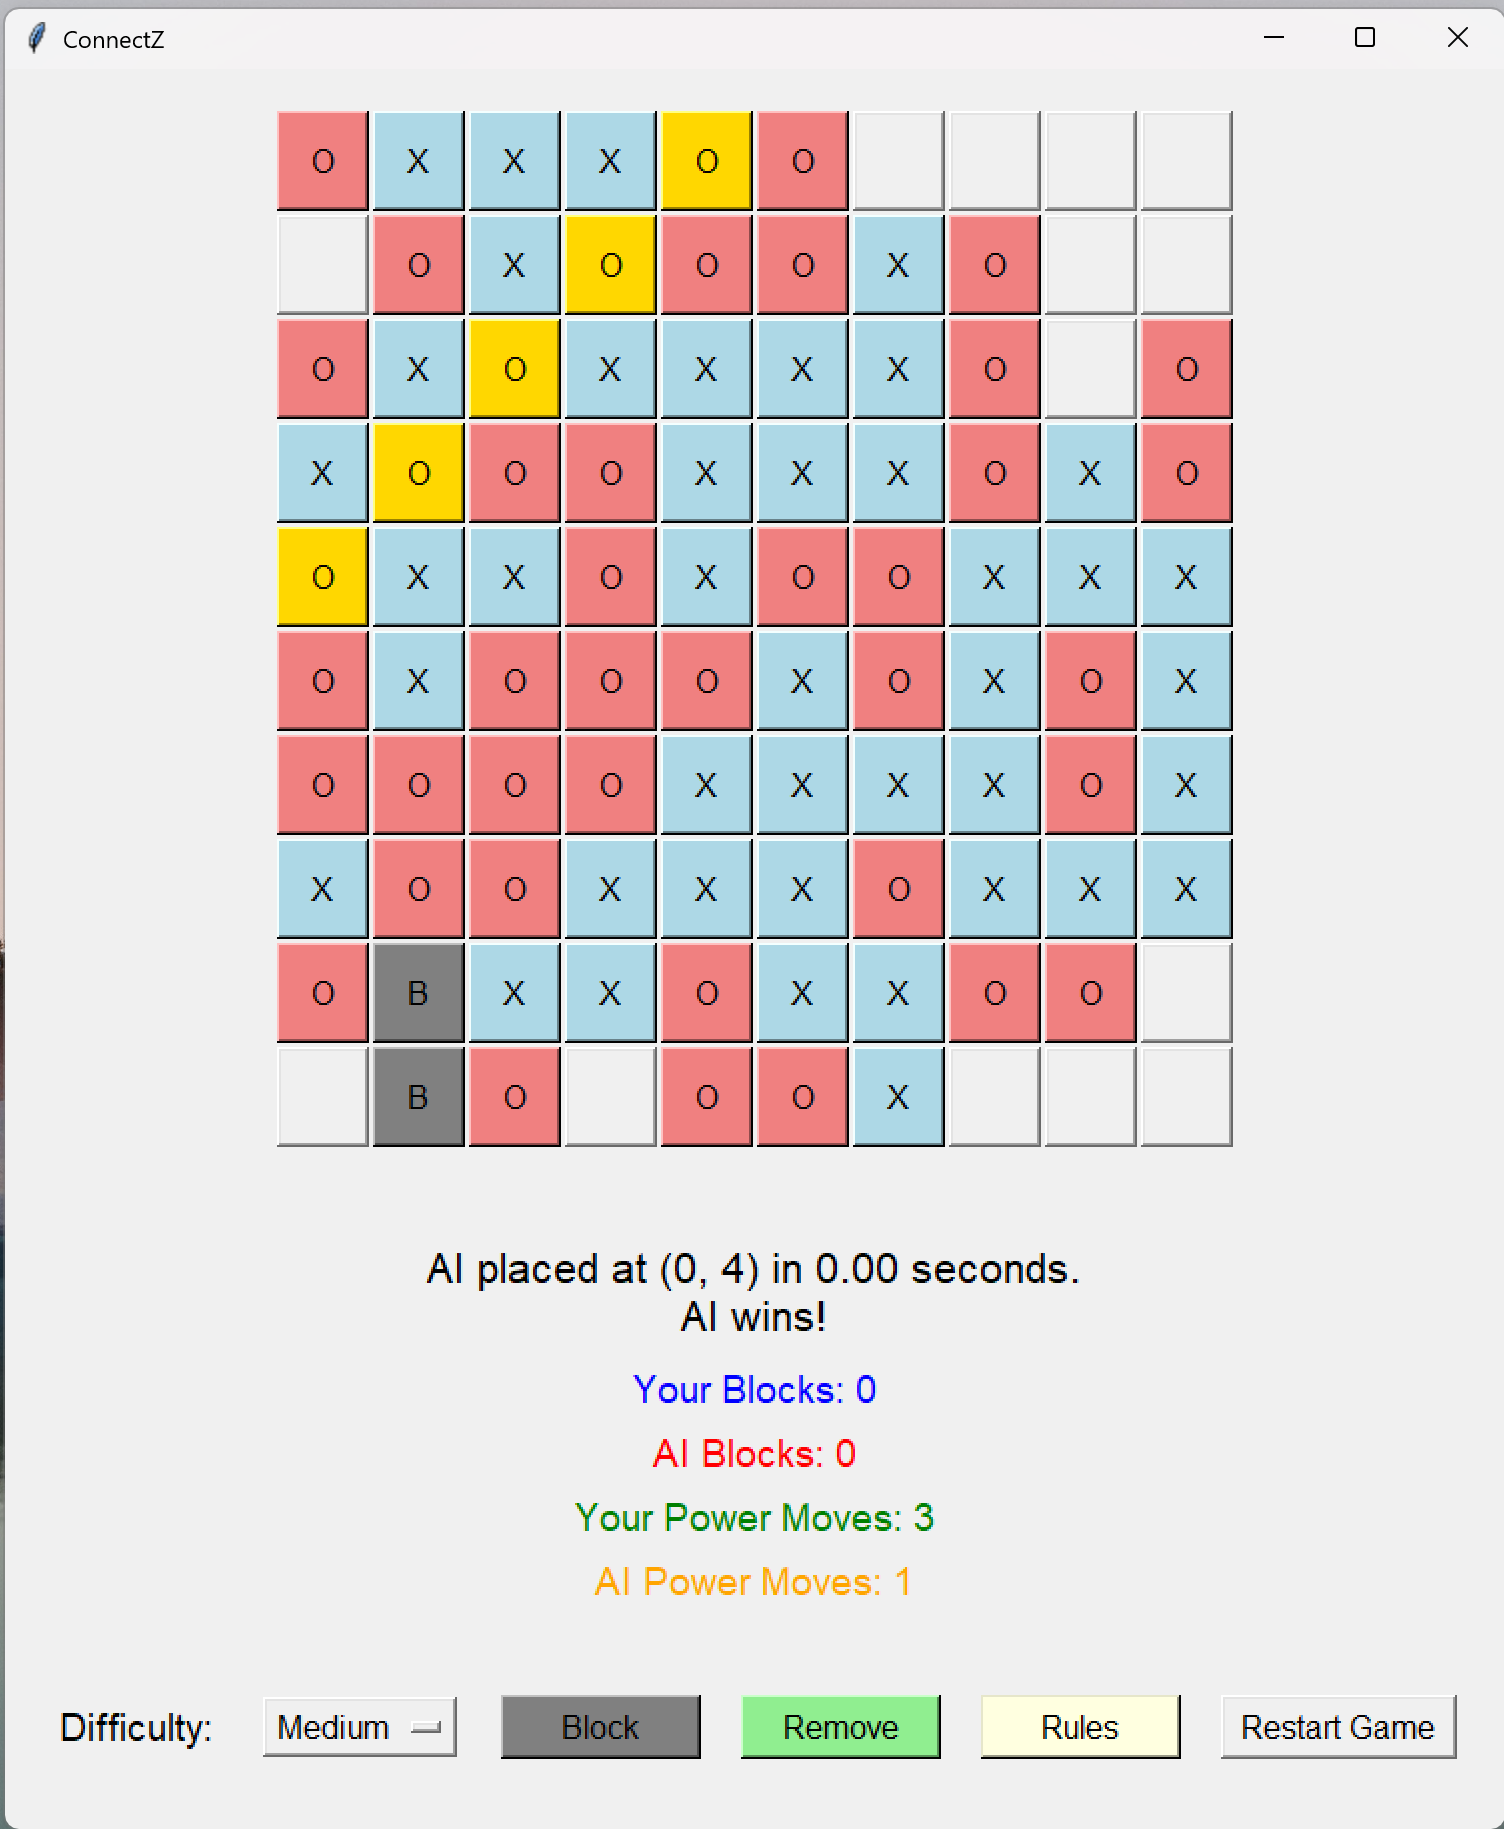 ConnectZ
O X X X O O
O X O O O X O
O X O X X X X O O
X O O O X X X O X O
O X X O X O O X X X
O X O O O X O X O X
O O O O X X X X O X
X O O X X X O X X X
O B X X O X X O O
B O O O X
AI placed at (0, 4) in 0.00 seconds.
AI wins!
Your Blocks: 0
AI Blocks: 0
Your Power Moves: 3
AI Power Moves: 1
Difficulty: Medium Block Remove Rules Restart Game